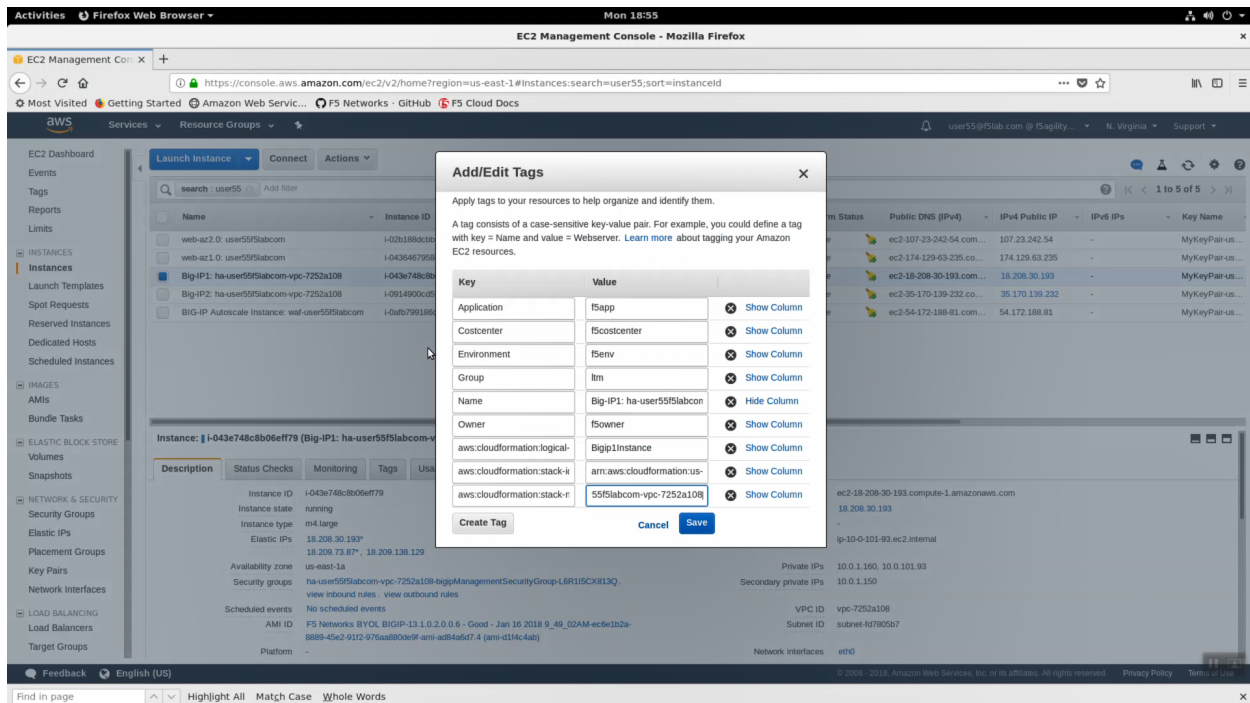 Activities Firefox Web Browser Mon 18:55
EC2 Management Console - Mozilla Firefox
EC2 Management Con
https://console.aws.amazon.com/ec2/v2/home?region=us-east-1#Instances:search=user55;sort=instanceId
Most Visited Getting Started Amazon Web Servic... F5 Networks · GitHub F5 Cloud Docs
aws Services Resource Groups user55@f5lab.com @ f5agility... N. Virginia Support
EC2 Dashboard
Events
Tags
Reports
Limits
INSTANCES
Instances
Launch Templates
Spot Requests
Reserved Instances
Dedicated Hosts
Scheduled Instances
IMAGES
AMIs
Bundle Tasks
ELASTIC BLOCK STORE
Volumes
Snapshots
NETWORK & SECURITY
Security Groups
Elastic IPs
Placement Groups
Key Pairs
Network Interfaces
LOAD BALANCING
Load Balancers
Target Groups
Launch Instance Connect Actions
search : user55 Add filter 1 to 5 of 5
Name Instance ID m Status Public DNS (IPv4) IPv4 Public IP IPv6 IPs Key Name
web-az2.0: user55f5labcom i-02b188dcbb ec2-107-23-242-54.com... 107.23.242.54 - MyKeyPair-us...
web-az1.0: user55f5labcom i-0436467958 ec2-174-129-63-235.co... 174.129.63.235 - MyKeyPair-us...
Big-IP1: ha-user55f5labcom-vpc-7252a108 i-043e748c8b ec2-18-208-30-193.com... 18.208.30.193 - MyKeyPair-us...
Big-IP2: ha-user55f5labcom-vpc-7252a108 i-0914900cd5 ec2-35-170-139-232.co... 35.170.139.232 - MyKeyPair-us...
BIG-IP Autoscale Instance: waf-user55f5labcom i-0afb799186 ec2-54-172-188-81.com... 54.172.188.81 - MyKeyPair-us...
Add/Edit Tags
Apply tags to your resources to help organize and identify them.
A tag consists of a case-sensitive key-value pair. For example, you could define a tag
with key = Name and value = Webserver. Learn more about tagging your Amazon
EC2 resources.
Key Value
Application f5app Show Column
Costcenter f5costcenter Show Column
Environment f5env Show Column
Group ltm Show Column
Name Big-IP1: ha-user55f5labcon Hide Column
Owner f5owner Show Column
aws:cloudformation:logical- Bigip1Instance Show Column
aws:cloudformation:stack-i arn:aws:cloudformation:us- Show Column
aws:cloudformation:stack-n 55f5labcom-vpc-7252a108 Show Column
Create Tag Cancel Save
Instance: i-043e748c8b06eff79 (Big-IP1: ha-user55f5labcom-v
Description Status Checks Monitoring Tags Usa
Instance ID i-043e748c8b06eff79 ec2-18-208-30-193.compute-1.amazonaws.com
Instance state running 18.208.30.193
Instance type m4.large -
Elastic IPs 18.208.30.193* ip-10-0-101-93.ec2.internal
18.209.73.87* , 18.209.138.129
Availability zone us-east-1a Private IPs 10.0.1.160, 10.0.101.93
Security groups ha-user55f5labcom-vpc-7252a108-bigipManagementSecurityGroup-L6R1I5CX813Q. Secondary private IPs 10.0.1.150
view inbound rules. view outbound rules
Scheduled events No scheduled events VPC ID vpc-7252a108
AMI ID F5 Networks BYOL BIGIP-13.1.0.2.0.0.6 - Good - Jan 16 2018 9_49_02AM-ec6e1b2a- Subnet ID subnet-fd7805b7
8889-45e2-91f2-976aa880de9f-ami-ad84a6d7.4 (ami-d1f4c4ab)
Platform - Network interfaces eth0
Feedback English (US) © 2008 - 2018, Amazon Web Services, Inc. or its affiliates. All rights reserved. Privacy Policy Terms of Use
Find in page Highlight All Match Case Whole Words